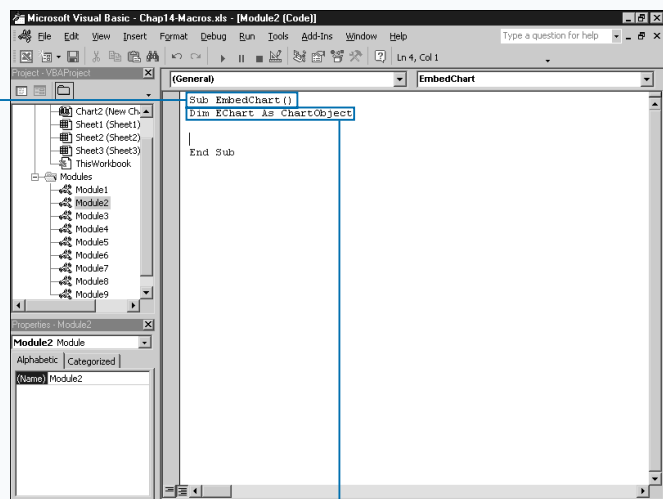 Microsoft Visual Basic - Chap14-Macros.xls - [Module2 (Code)]
File Edit View Insert Format Debug Run Tools Add-Ins Window Help Type a question for help
Ln 4, Col 1
Project - VBAProject
(General) EmbedChart
Chart2 (New Ch
Sheet1 (Sheet1)
Sheet2 (Sheet2)
Sheet3 (Sheet3)
ThisWorkbook
Modules
Module1
Module2
Module3
Module4
Module5
Module6
Module7
Module8
Module9
Sub EmbedChart()
Dim EChart As ChartObject
End Sub
Properties - Module2
Module2 Module
Alphabetic Categorized
(Name) Module2